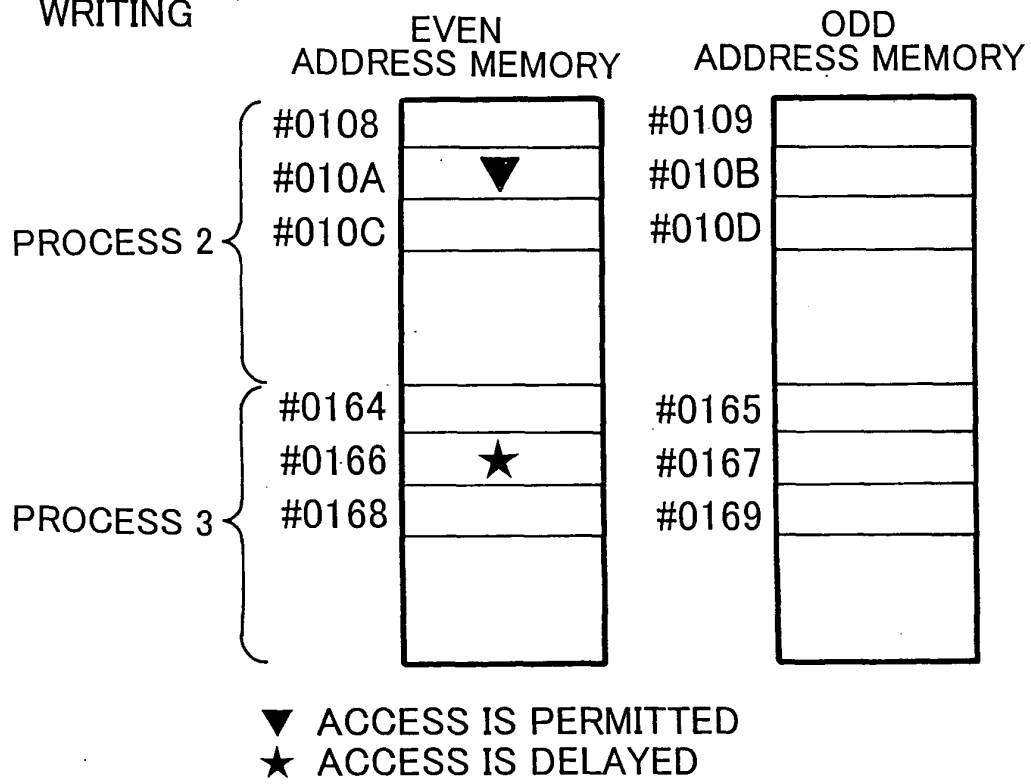 WRITING
EVEN
ADDRESS MEMORY
ODD
ADDRESS MEMORY
#0108
#0109
#010A
#010B
PROCESS 2
#010C
#010D
#0164
#0165
#0166
#0167
PROCESS 3
#0168
#0169
▼ ACCESS IS PERMITTED
★ ACCESS IS DELAYED